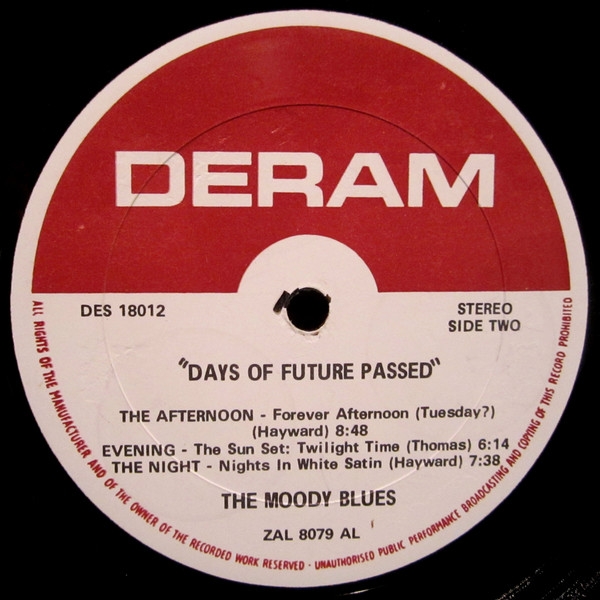 DERAM
DES 18012
STEREO
SIDE TWO
"DAYS OF FUTURE PASSED"
THE AFTERNOON - Forever Afternoon (Tuesday?)
(Hayward) 8:48
EVENING - The Sun Set: Twilight Time (Thomas) 6:14
THE NIGHT - Nights In White Satin (Hayward) 7:38
THE MOODY BLUES
ZAL 8079 AL
ALL RIGHTS OF THE MANUFACTURER AND OF THE OWNER OF THE RECORDED WORK RESERVED · UNAUTHORISED PUBLIC PERFORMANCE BROADCASTING AND COPYING OF THIS RECORD PROHIBITED